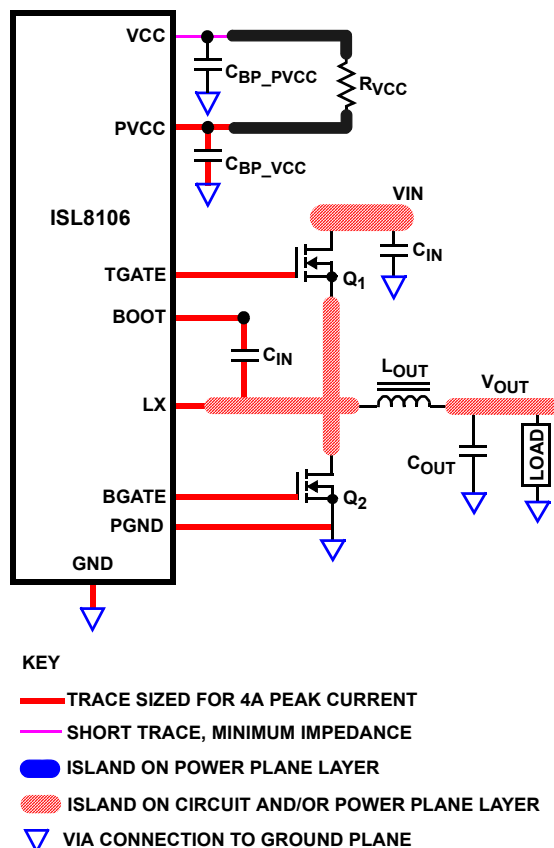 VCC
CBP_PVCC
RVCC
PVCC
CBP_VCC
ISL8106
VIN
CIN
TGATE
Q1
BOOT
CIN
LOUT
VOUT
LX
COUT
LOAD
BGATE
Q2
PGND
GND
KEY
TRACE SIZED FOR 4A PEAK CURRENT
SHORT TRACE, MINIMUM IMPEDANCE
ISLAND ON POWER PLANE LAYER
ISLAND ON CIRCUIT AND/OR POWER PLANE LAYER
VIA CONNECTION TO GROUND PLANE